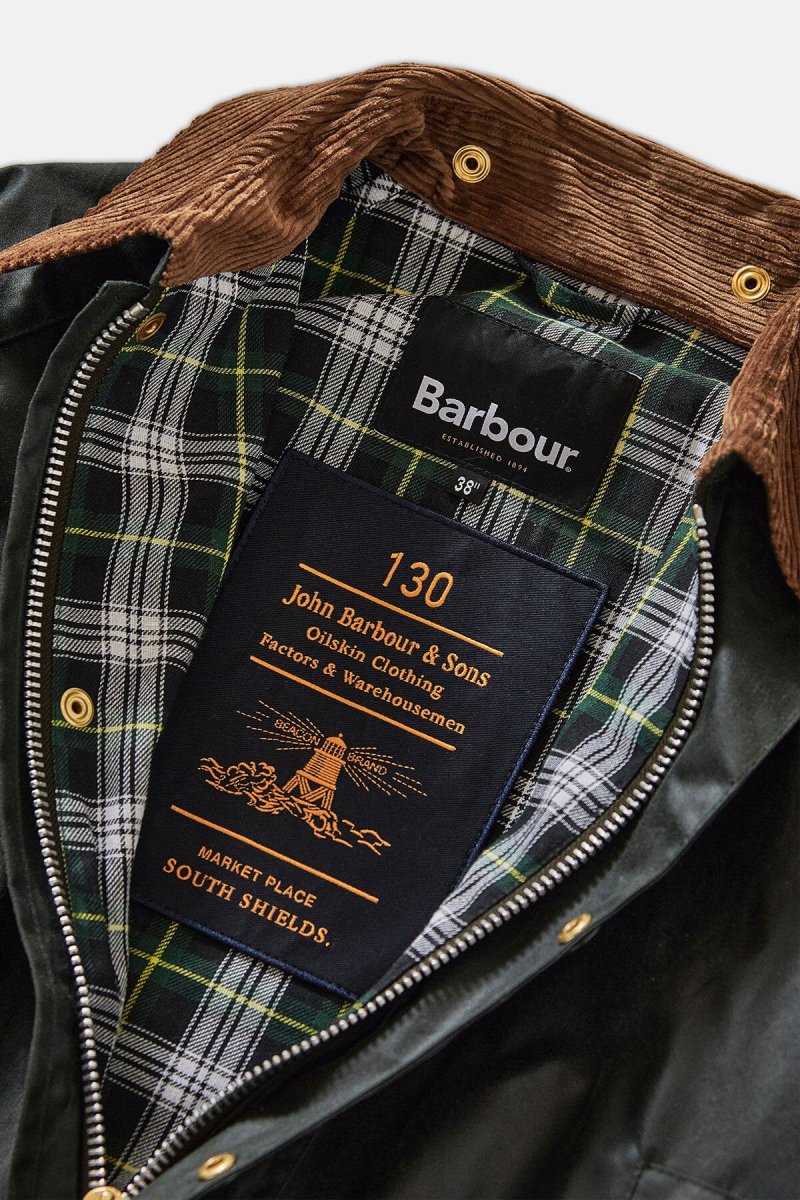 Barbour®
ESTABLISHED 1894
38"
130
John Barbour & Sons
Oilskin Clothing
Factors & Warehousemen
BEACON BRAND
MARKET PLACE
SOUTH SHIELDS.